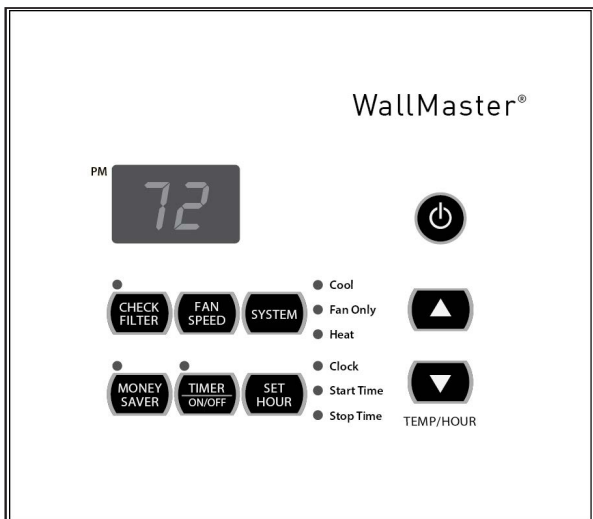 WallMaster®
PM
72
CHECK
FILTER
FAN
SPEED
SYSTEM
Cool
Fan Only
Heat
MONEY
SAVER
TIMER
ON/OFF
SET
HOUR
Clock
Start Time
Stop Time
TEMP/HOUR